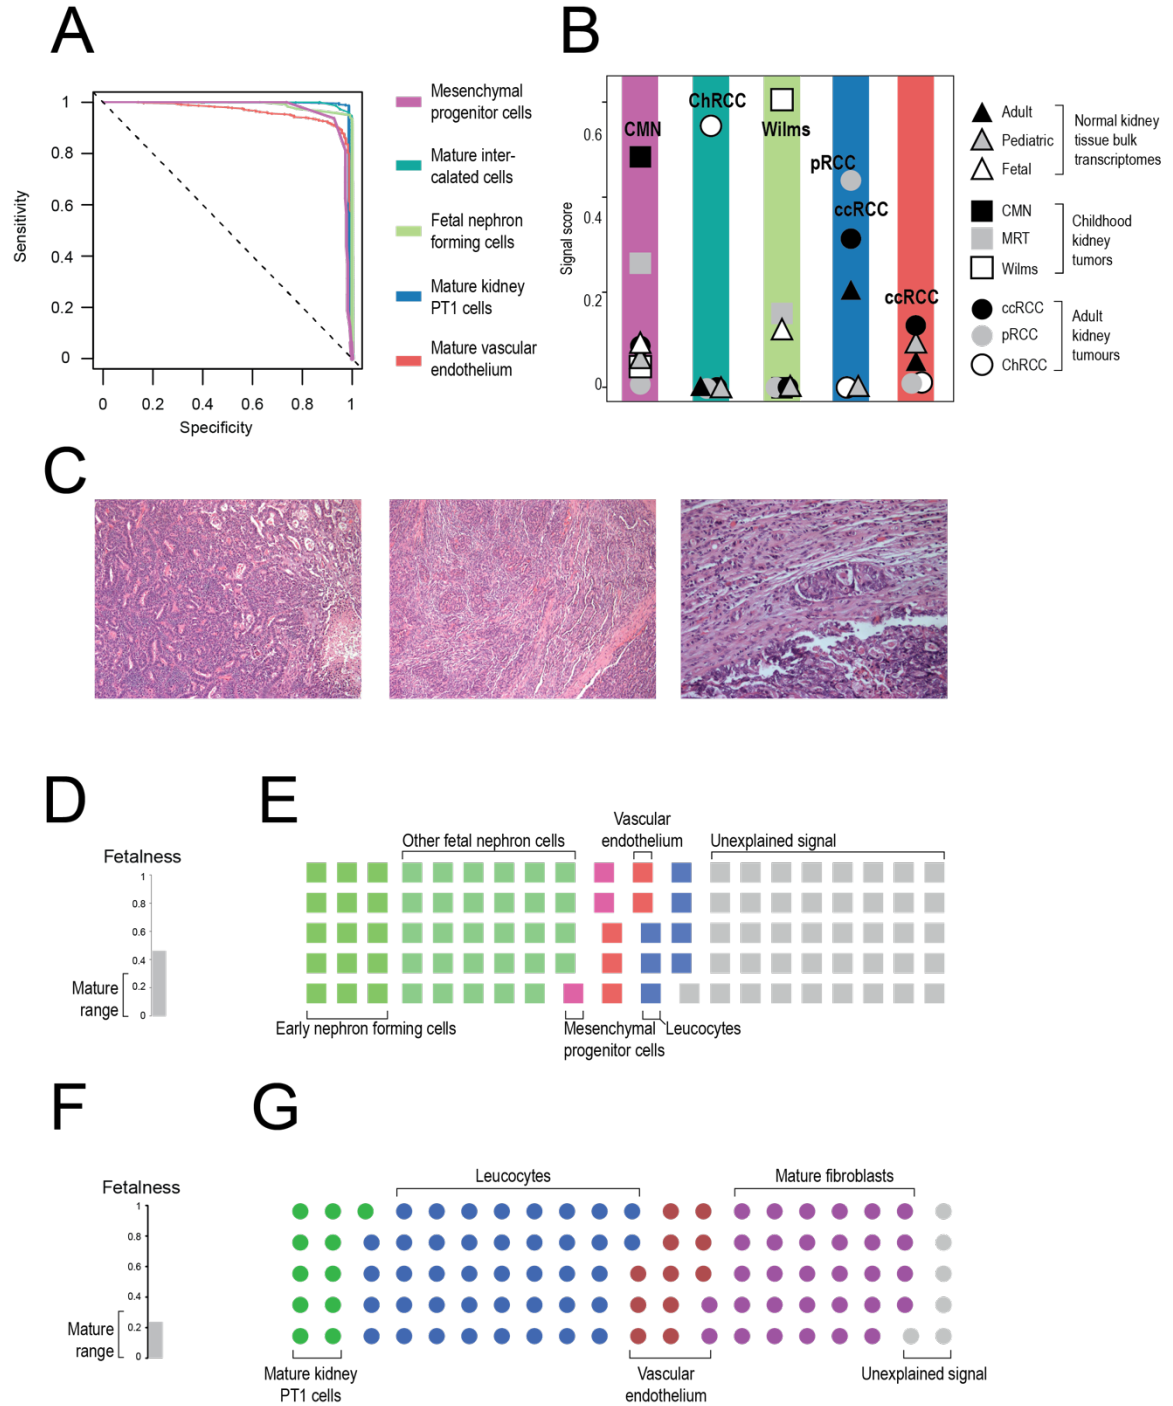 A
1
0.8
0.6
0.4
0.2
0
Sensitivity
0
0.2
0.4
0.6
0.8
1
Specificity
Mesenchymal
progenitor cells
Mature inter-
calated cells
Fetal nephron
forming cells
Mature kidney
PT1 cells
Mature vascular
endothelium
B
0.6
0.4
0.2
0
Signal score
CMN
ChRCC
Wilms
pRCC
ccRCC
ccRCC
Adult
Pediatric
Fetal
Normal kidney
tissue bulk
transcriptomes
CMN
MRT
Wilms
Childhood
kidney
tumors
ccRCC
pRCC
ChRCC
Adult
kidney
tumours
C
D
Fetalness
1
0.8
0.6
0.4
0.2
0
Mature
range
E
Other fetal nephron cells
Vascular
endothelium
Unexplained signal
Early nephron forming cells
Mesenchymal
progenitor cells
Leucocytes
F
Fetalness
1
0.8
0.6
0.4
0.2
0
Mature
range
G
Leucocytes
Mature fibroblasts
Mature kidney
PT1 cells
Vascular
endothelium
Unexplained signal